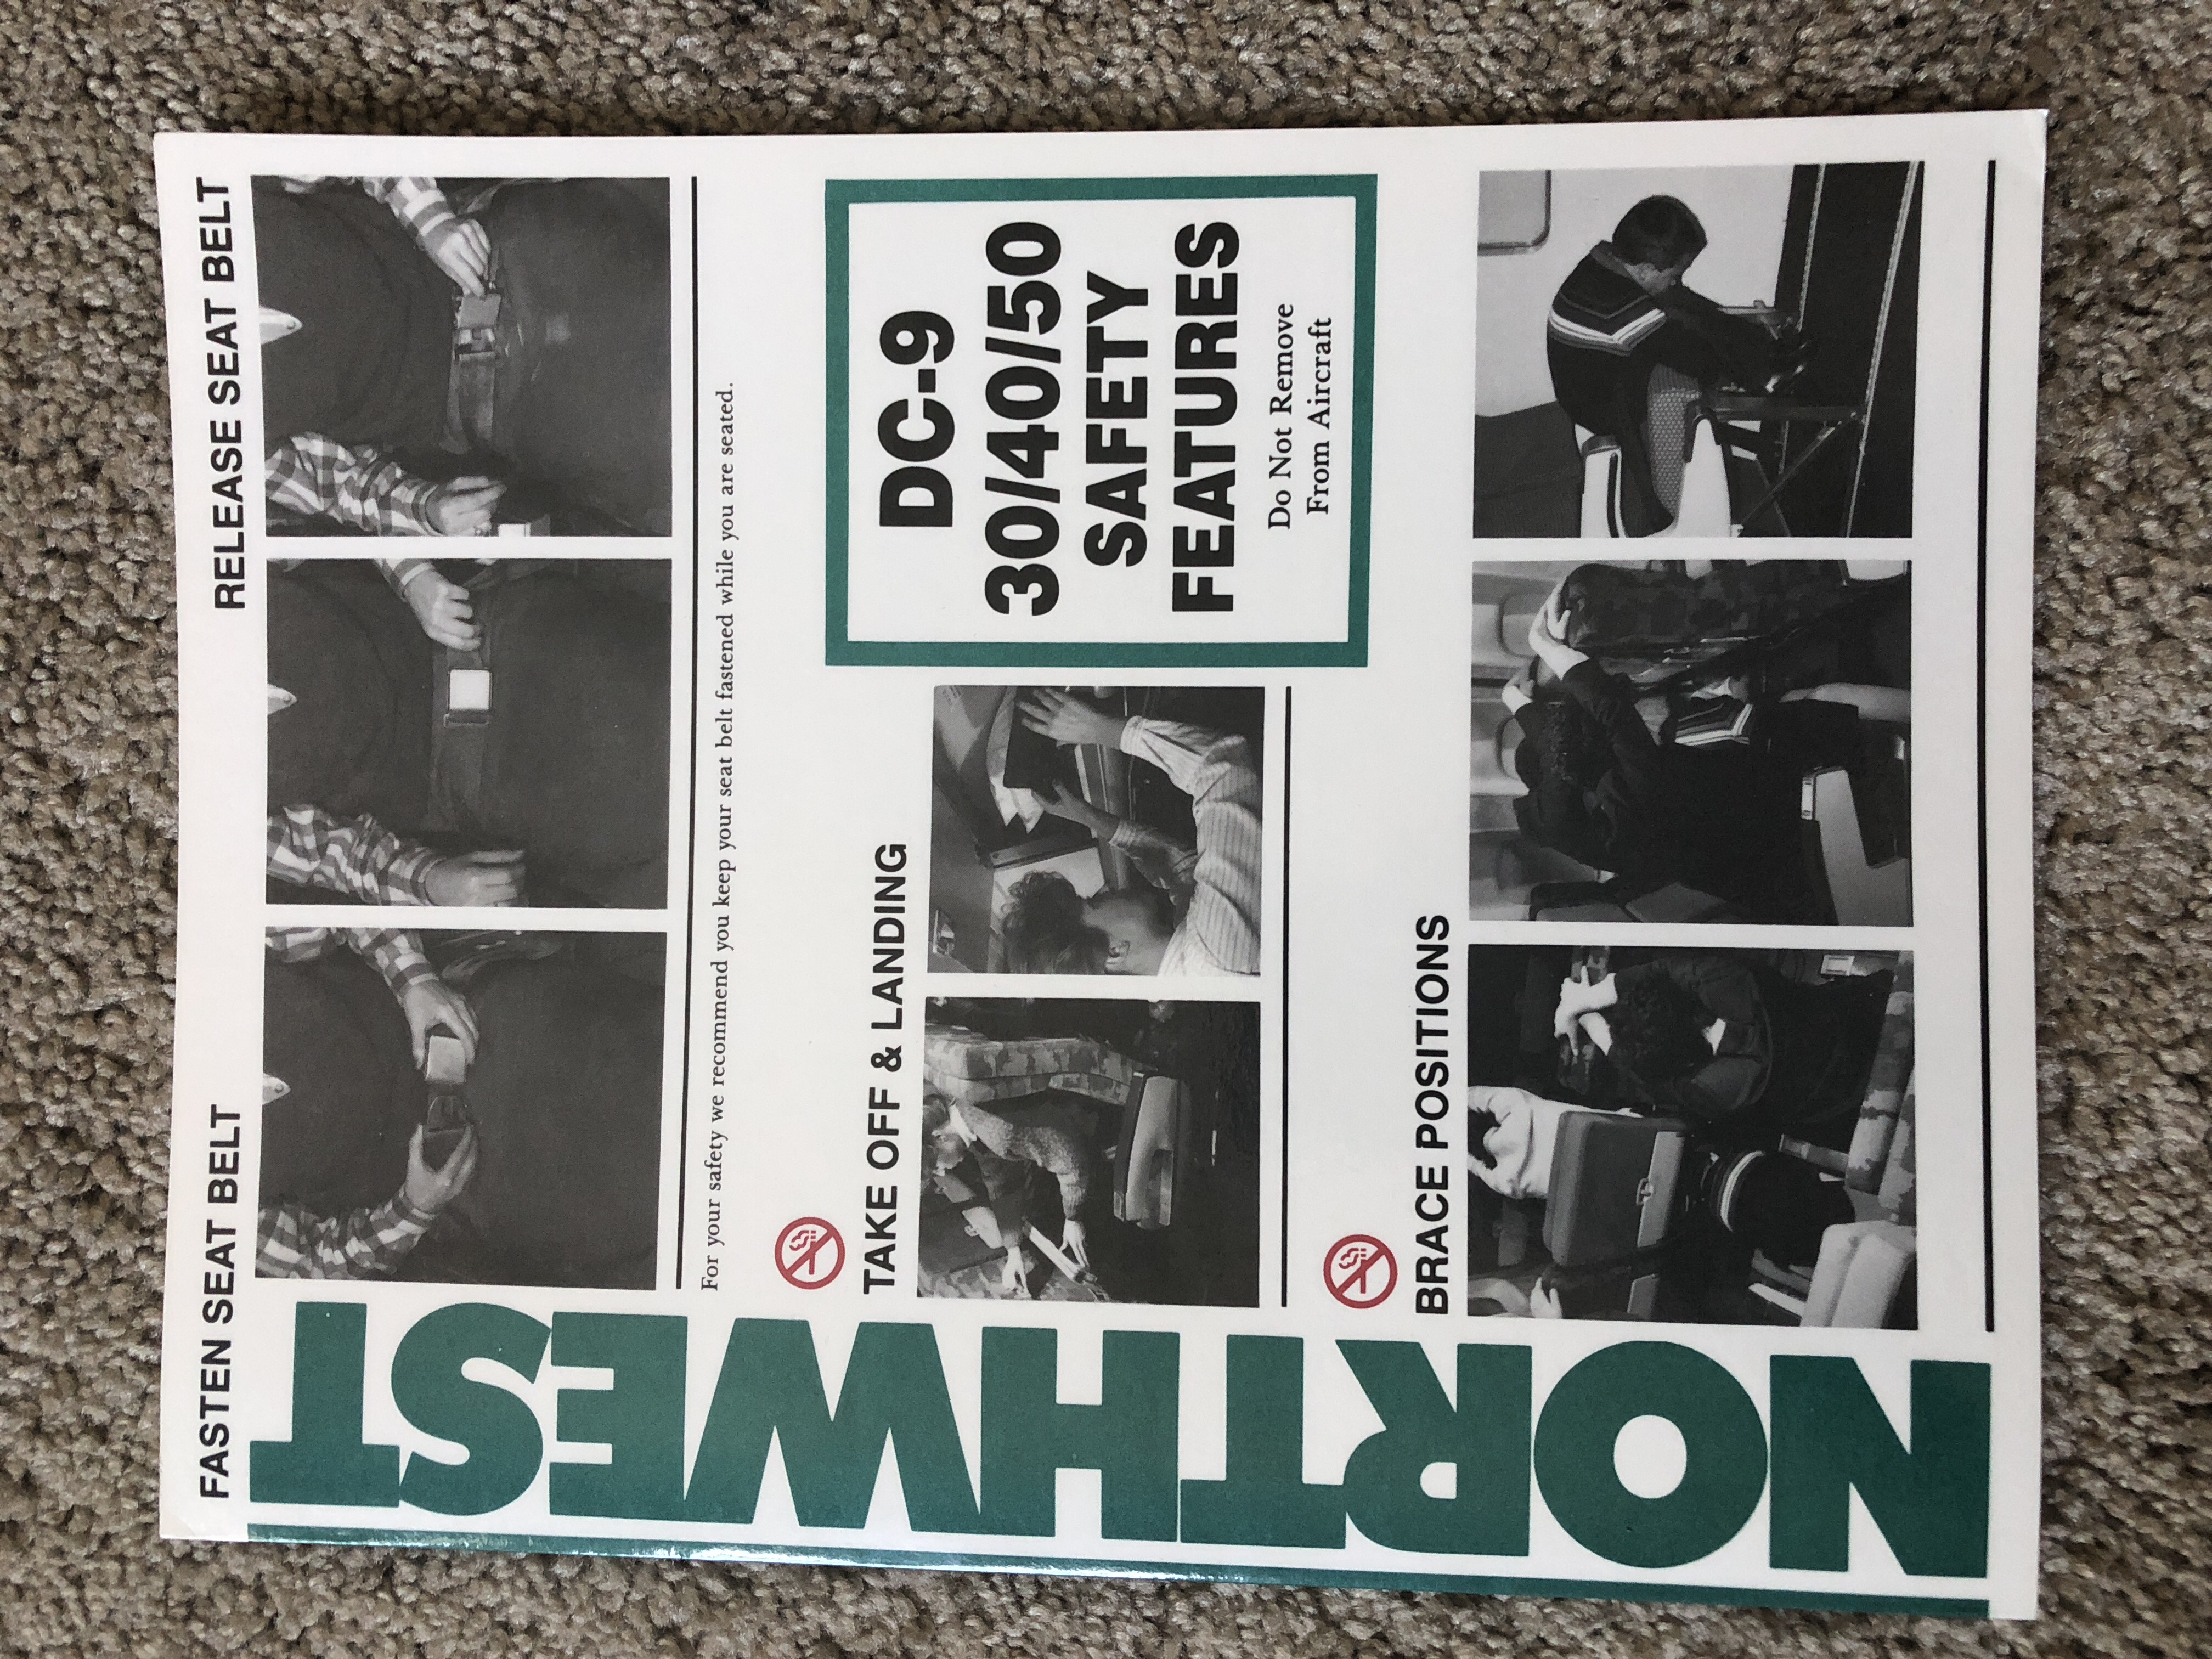 FASTEN SEAT BELT
RELEASE SEAT BELT
NORTHWEST
For your safety we recommend you keep your seat belt fastened while you are seated.
TAKE OFF & LANDING
DC-9
30/40/50
SAFETY
FEATURES
Do Not Remove
From Aircraft
BRACE POSITIONS